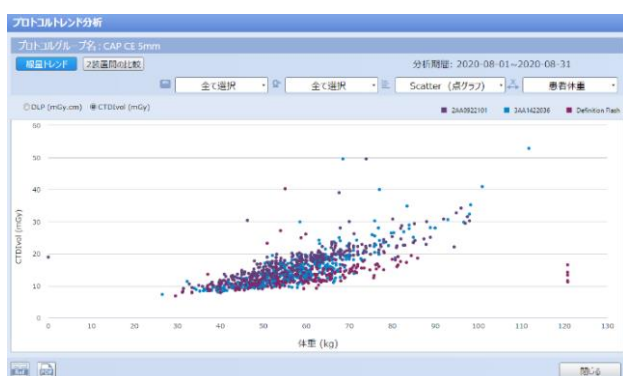 プロトコルトレンド分析
プロトコルグループ名 : CAP CE 5mm
線量トレンド 2装置間の比較 分析期間: 2020-08-01~2020-08-31
全て選択 全て選択 Scatter (点グラフ) 患者体重
DLP (mGy.cm) CTDIvol (mGy) 2AA0922101 3AA1422036 Definition flash
60
50
40
30
20
10
0
CTDIvol (mGy)
0 10 20 30 40 50 60 70 80 90 100 110 120 130
体重 (kg)
PDF 閉じる